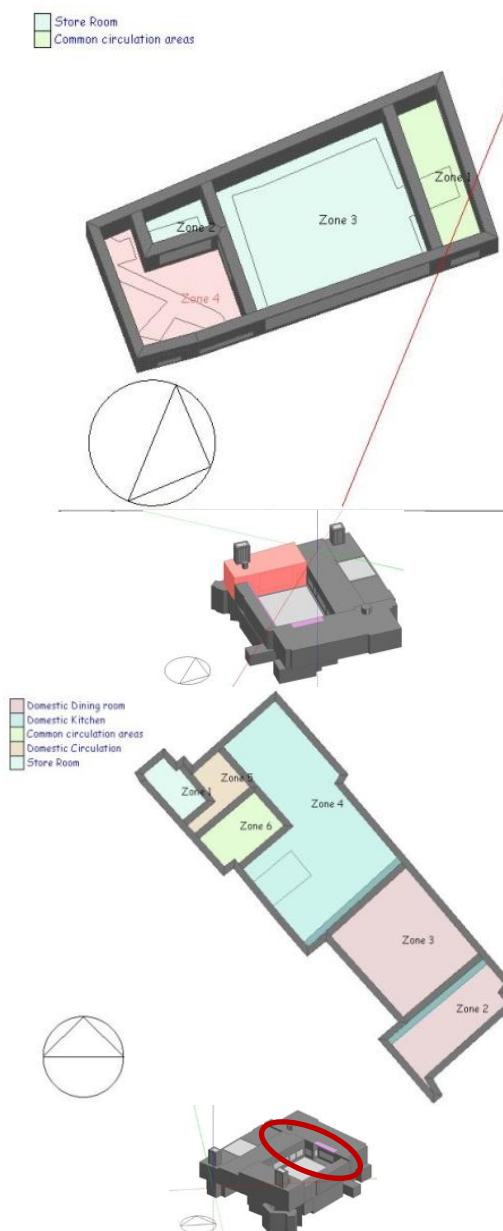 Store Room
Common circulation areas
Zone 1
Zone 2
Zone 3
Zone 4
Domestic Dining room
Domestic Kitchen
Common circulation areas
Domestic Circulation
Store Room
Zone 5
Zone 1
Zone 4
Zone 6
Zone 3
Zone 2